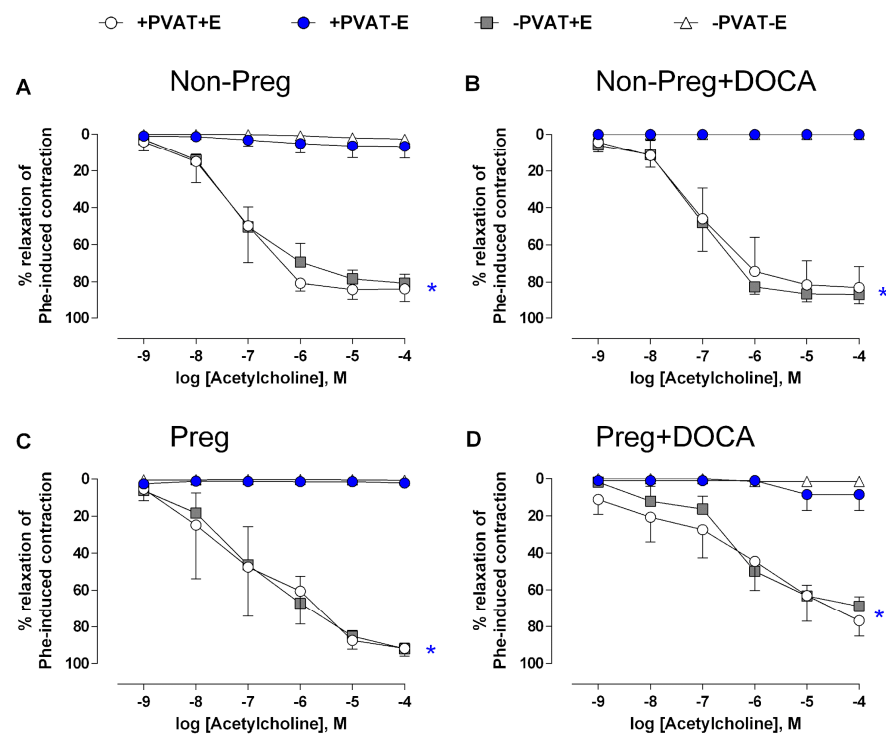 +PVAT+E +PVAT-E -PVAT+E -PVAT-E
A Non-Preg
% relaxation of
Phe-induced contraction
0
20
40
60
80
100
*
-9 -8 -7 -6 -5 -4
log [Acetylcholine], M
B Non-Preg+DOCA
% relaxation of
Phe-induced contraction
0
20
40
60
80
100
*
-9 -8 -7 -6 -5 -4
log [Acetylcholine], M
C Preg
% relaxation of
Phe-induced contraction
0
20
40
60
80
100
*
-9 -8 -7 -6 -5 -4
log [Acetylcholine], M
D Preg+DOCA
% relaxation of
Phe-induced contraction
0
20
40
60
80
100
*
-9 -8 -7 -6 -5 -4
log [Acetylcholine], M